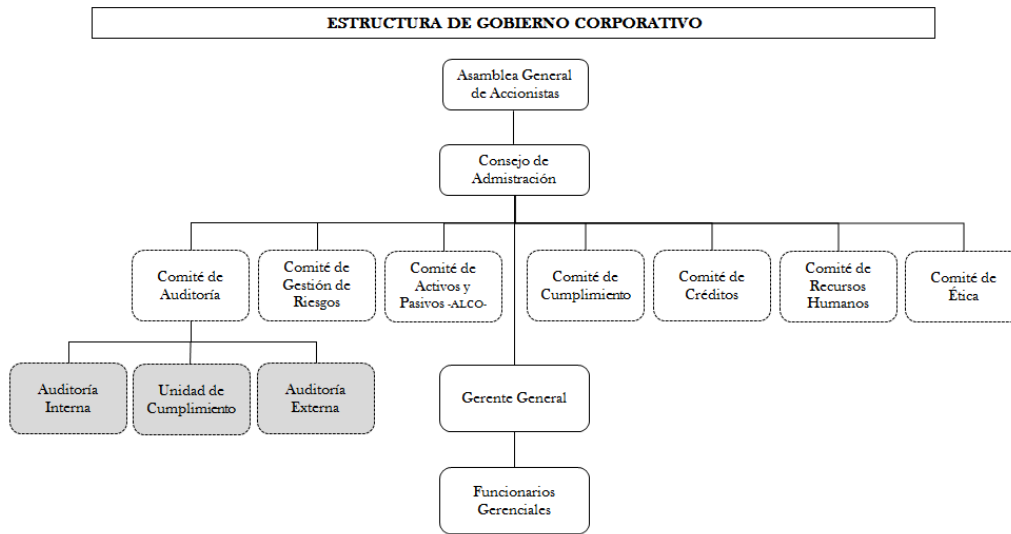 ESTRUCTURA DE GOBIERNO CORPORATIVO
Asamblea General
de Accionistas
Consejo de
Admistración
Comité de
Auditoría
Comité de
Gestión de
Riesgos
Comité de
Activos y
Pasivos -ALCO-
Comité de
Cumplimiento
Comité de
Créditos
Comité de
Recursos
Humanos
Comité de
Ética
Auditoría
Interna
Unidad de
Cumplimiento
Auditoría
Externa
Gerente General
Funcionarios
Gerenciales